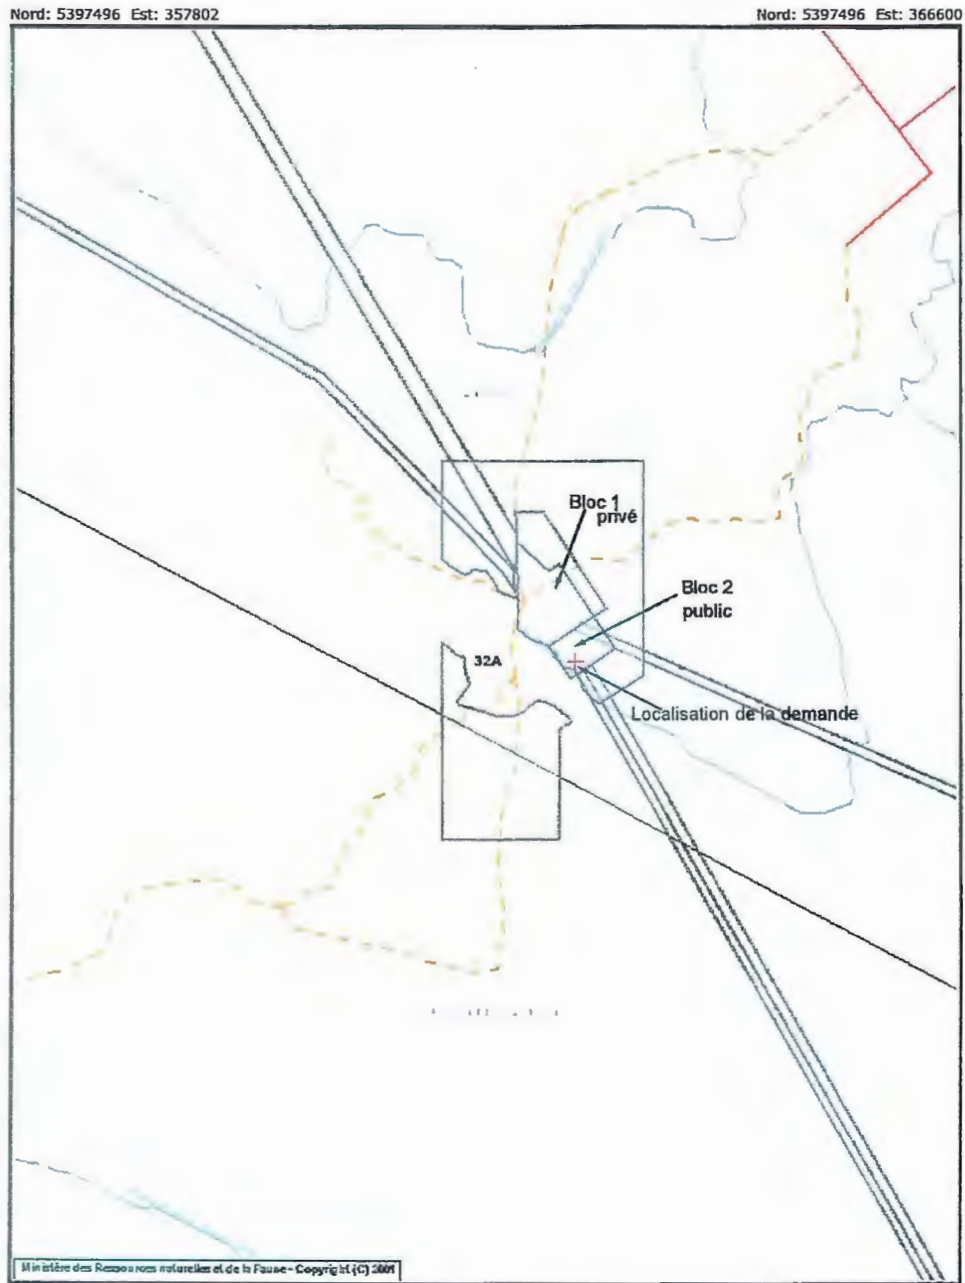 Nord: 5397496 Est: 357802
Nord: 5397496 Est: 366600
Bloc 1
privé
Bloc 2
public
32A
Localisation de la demande
Ministère des Ressources naturelles et de la Faune - Copyright (C) 2001